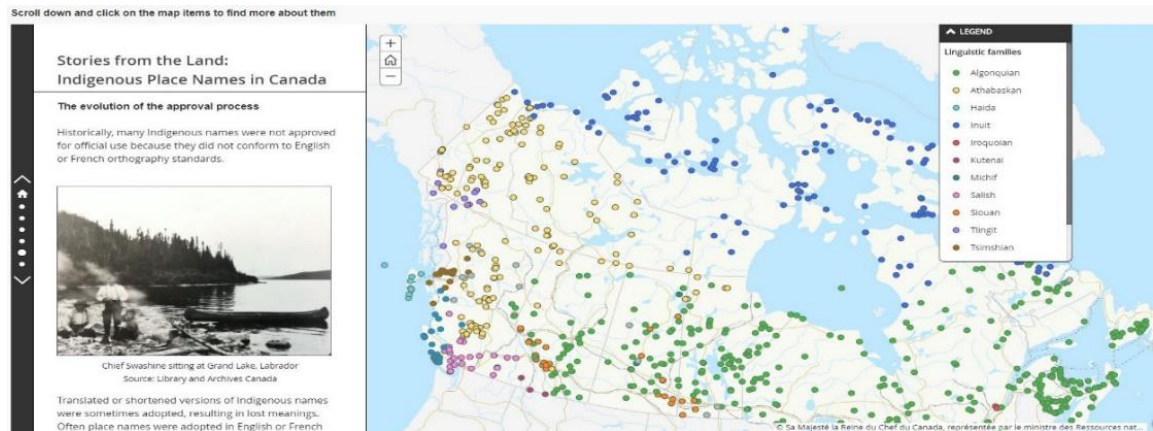 Scroll down and click on the map items to find more about them
Stories from the Land:
Indigenous Place Names in Canada
The evolution of the approval process
Historically, many Indigenous names were not approved
for official use because they did not conform to English
or French orthography standards.
Chief Swashine sitting at Grand Lake, Labrador
Source: Library and Archives Canada
Translated or shortened versions of Indigenous names
were sometimes adopted, resulting in lost meanings.
Often place names were adopted in English or French
+
−
LEGEND
Linguistic families
Algonquian
Athabaskan
Haida
Inuit
Iroquoian
Kutenai
Michif
Salish
Siouan
Tlingit
Tsimshian
© Sa Majesté la Reine du Chef du Canada, représentée par le ministre des Ressources nat...